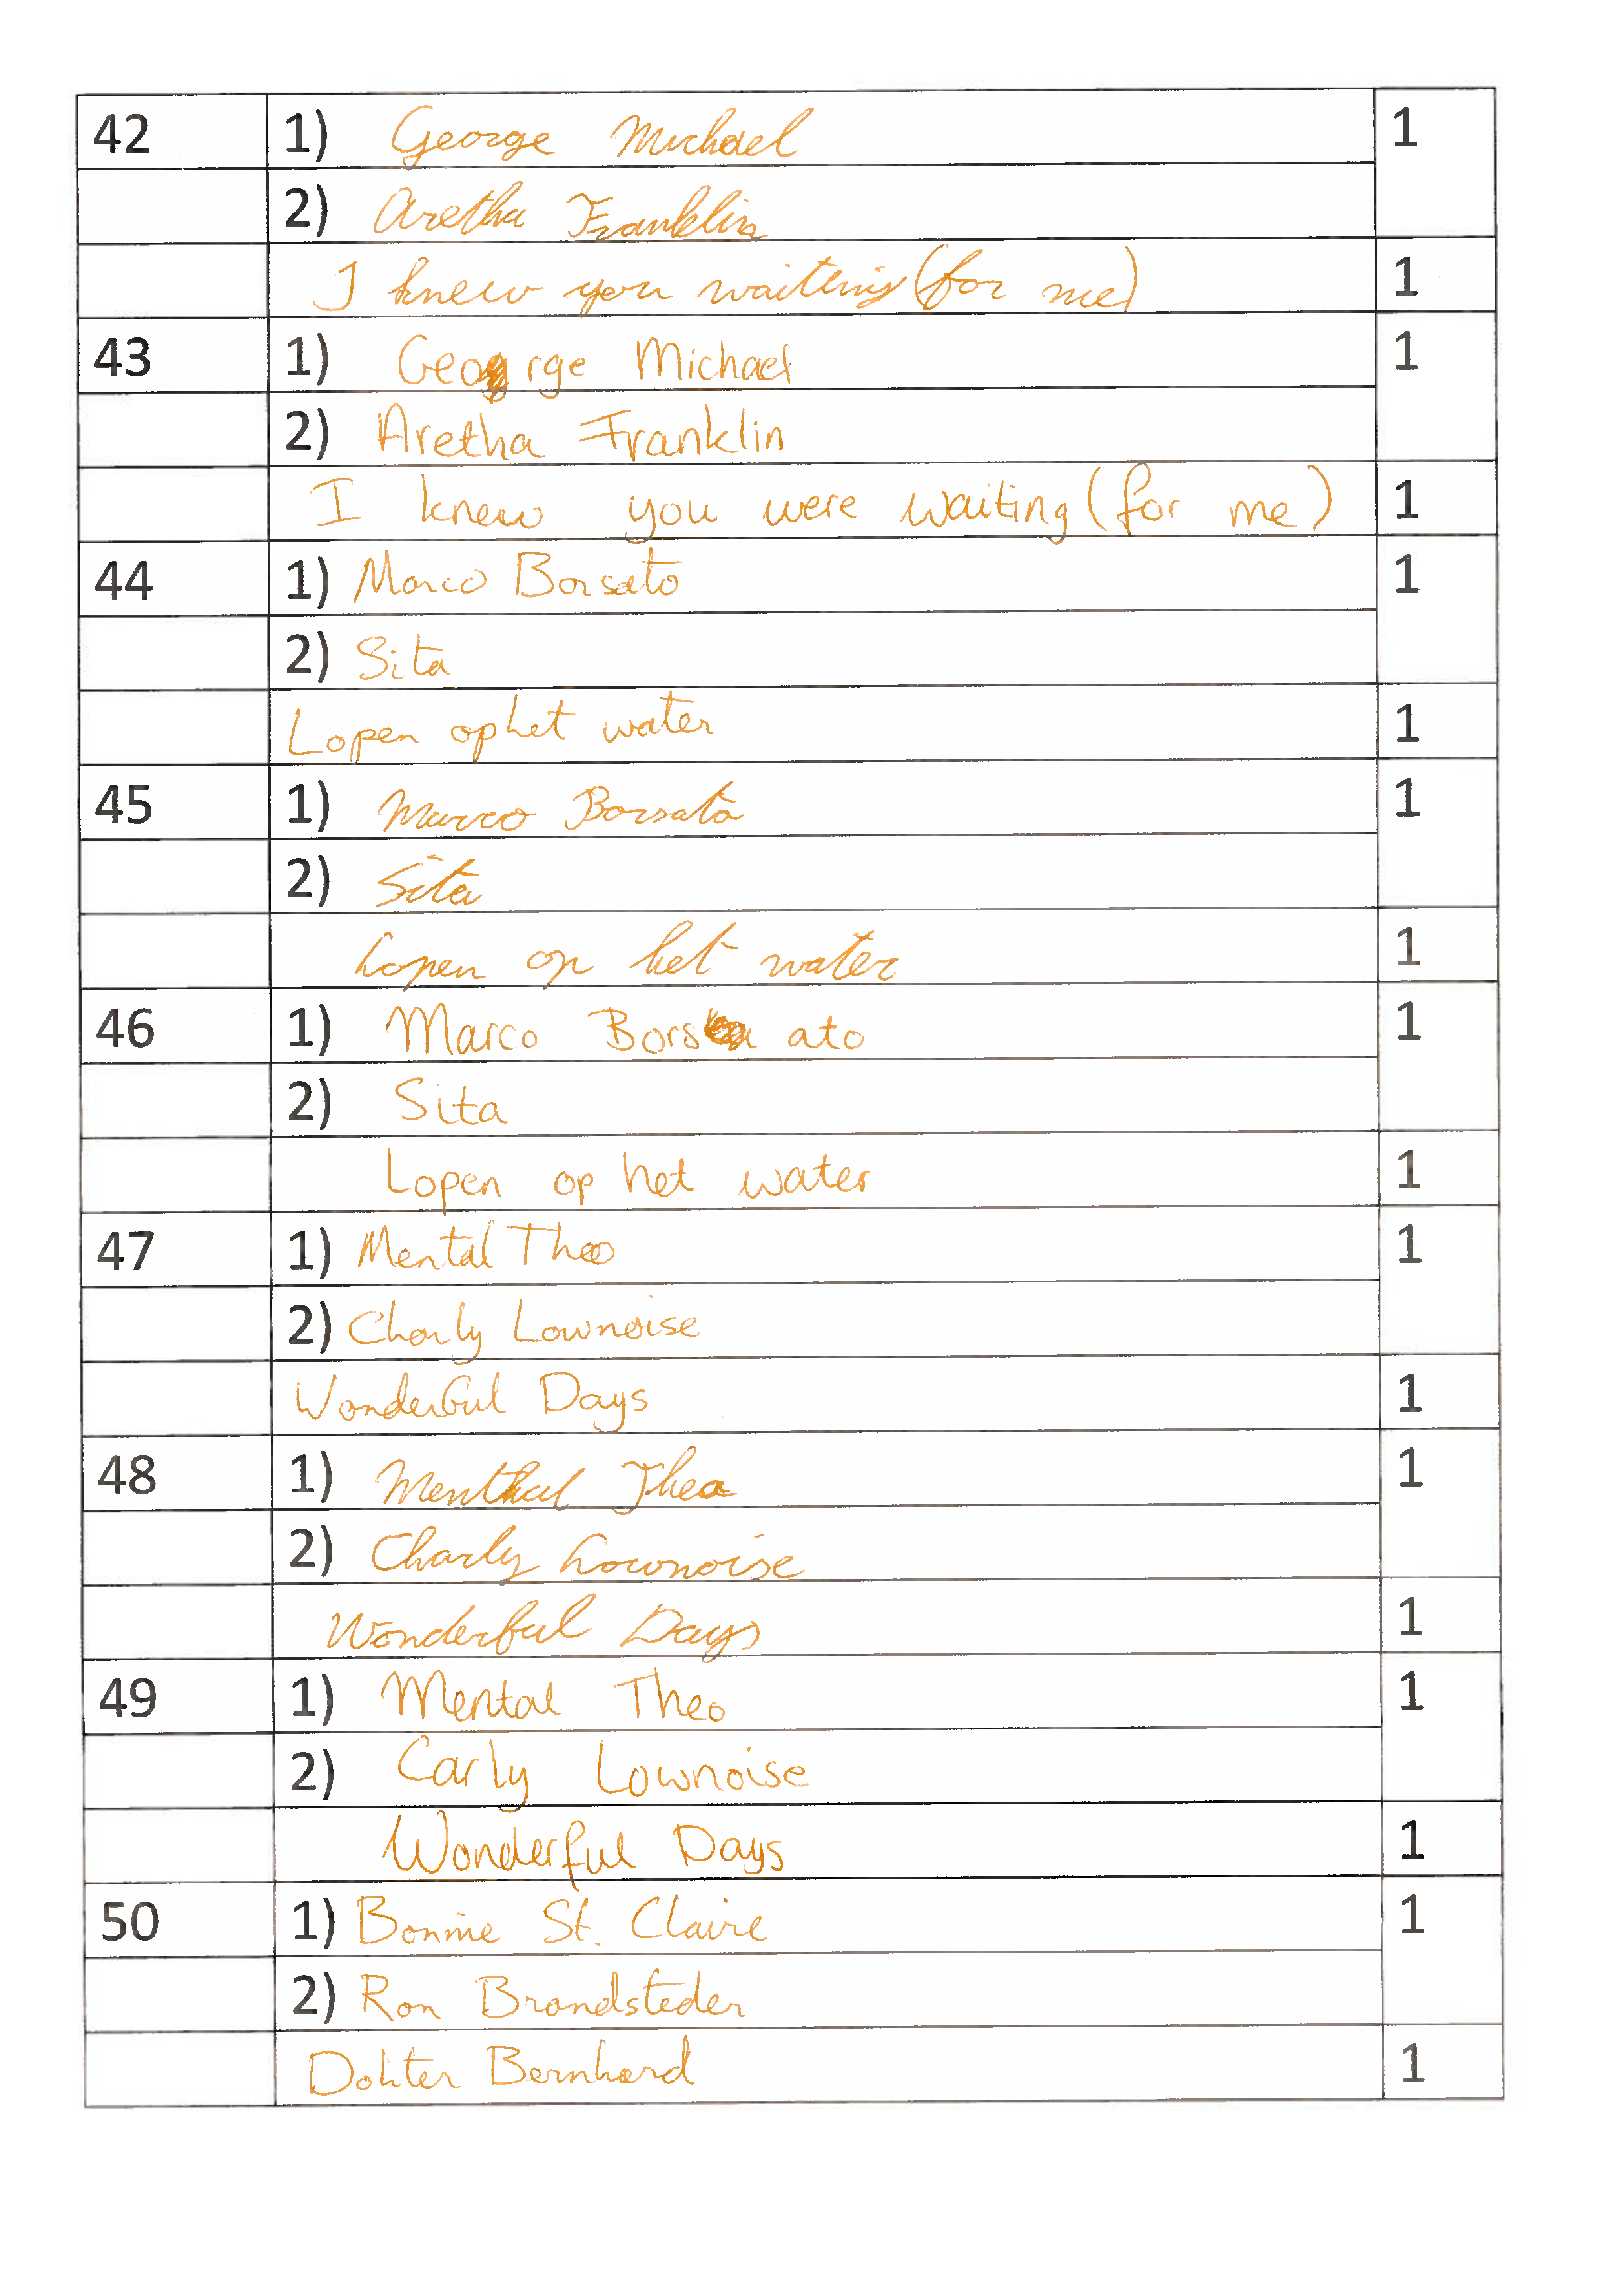 42 1) George Michael 1
2) Aretha Franklin
I knew you waiting (for me) 1
43 1) George Michael 1
2) Aretha Franklin
I knew you were waiting (for me) 1
44 1) Marco Borsato 1
2) Sita
Lopen op het water 1
45 1) Marco Borsato 1
2) Sita
Lopen op het water 1
46 1) Marco Borsato 1
2) Sita
Lopen op het water 1
47 1) Mental Theo 1
2) Charly Lownoise
Wonderful Days 1
48 1) Menthal Theo 1
2) Charly Lownoise
Wonderful Days 1
49 1) Mental Theo 1
2) Carly Lownoise
Wonderful Days 1
50 1) Bonnie St. Claire 1
2) Ron Brandsteder
Dokter Bernhard 1